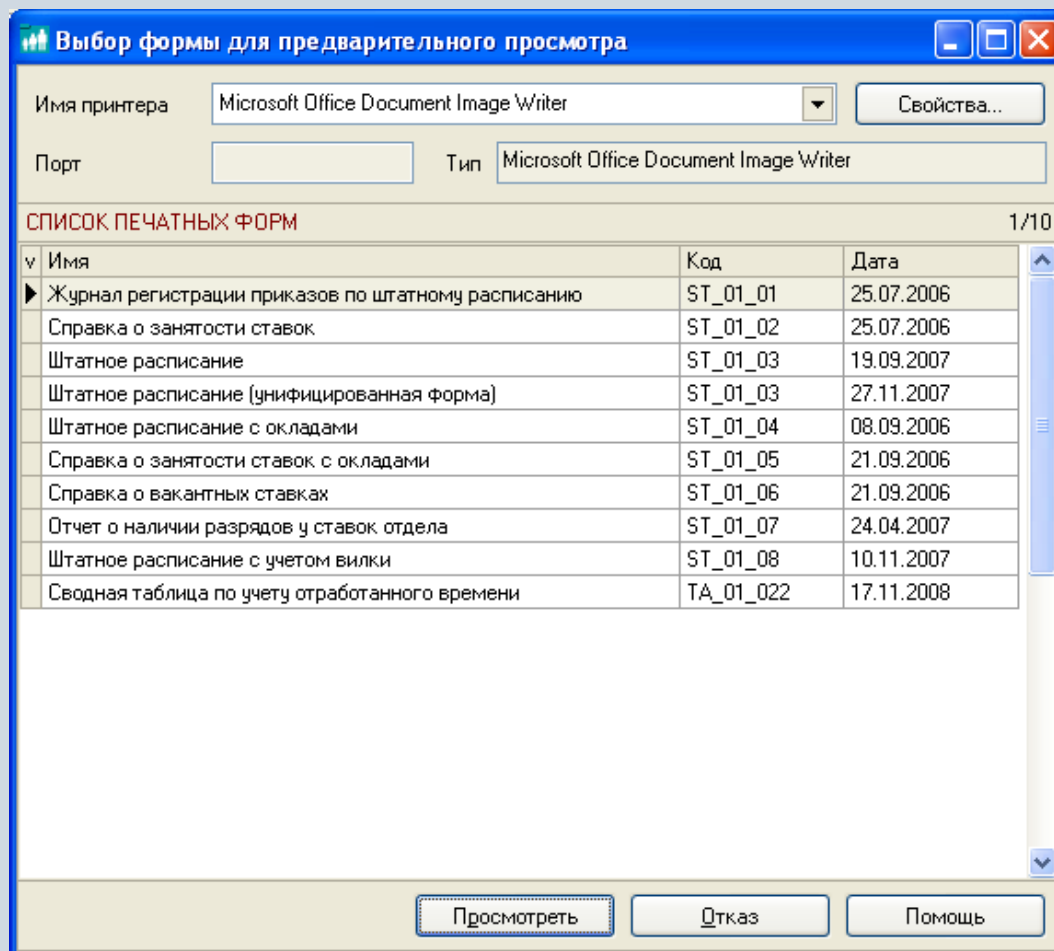 Выбор формы для предварительного просмотра
Имя принтера Microsoft Office Document Image Writer Свойства...
Порт Тип Microsoft Office Document Image Writer
СПИСОК ПЕЧАТНЫХ ФОРМ 1/10
v Имя Код Дата
Журнал регистрации приказов по штатному расписанию ST_01_01 25.07.2006
Справка о занятости ставок ST_01_02 25.07.2006
Штатное расписание ST_01_03 19.09.2007
Штатное расписание (унифицированная форма) ST_01_03 27.11.2007
Штатное расписание с окладами ST_01_04 08.09.2006
Справка о занятости ставок с окладами ST_01_05 21.09.2006
Справка о вакантных ставках ST_01_06 21.09.2006
Отчет о наличии разрядов у ставок отдела ST_01_07 24.04.2007
Штатное расписание с учетом вилки ST_01_08 10.11.2007
Сводная таблица по учету отработанного времени TA_01_022 17.11.2008
Просмотреть Отказ Помощь